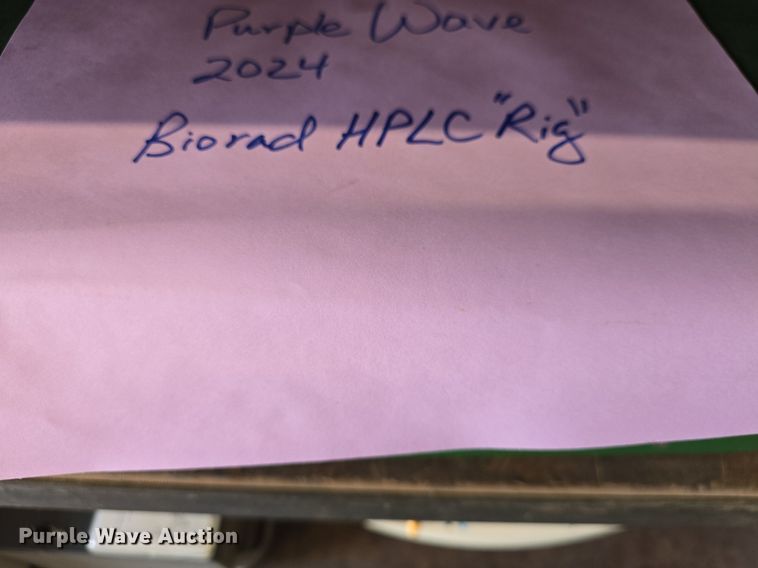 Purple Wave
2024
Biorad HPLC "Rig"
Purple Wave Auction